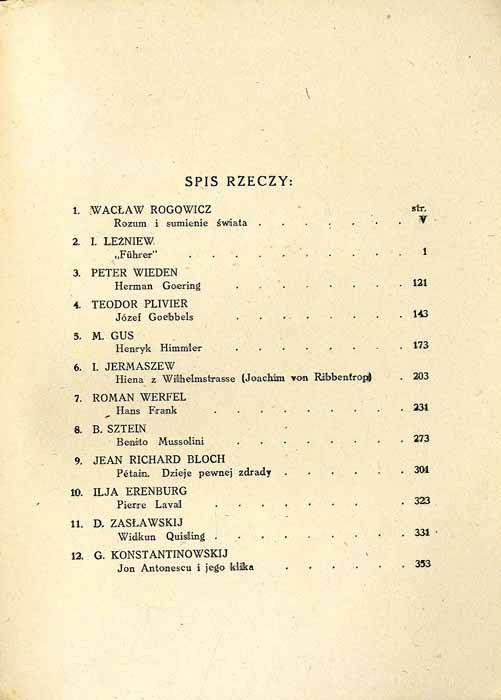 SPIS RZECZY:
str.
1. WACŁAW ROGOWICZ
Rozum i sumienie świata . . . . . . . V
2. I. LEŹNIEW
„Führer" . . . . . . . . 1
3. PETER WIEDEN
Herman Goering . . . . . . . 121
4. TEODOR PLIVIER
Józef Goebbels . . . . . . . 143
5. M. GUS
Henryk Himmler . . . . . . . 173
6. I. JERMASZEW
Hiena z Wilhelmstrasse (Joachim von Ribbentrop) . 203
7. ROMAN WERFEL
Hans Frank . . . . . . . . 231
8. B. SZTEIN
Benito Mussolini . . . . . . . 273
9. JEAN RICHARD BLOCH
Pétain. Dzieje pewnej zdrady . . . . . 304
10. ILJA ERENBURG
Pierre Laval . . . . . . . 323
11. D. ZASŁAWSKIJ
Widkun Quisling . . . . . . . . 331
12. G. KONSTANTINOWSKIJ
Jon Antonescu i jego klika . . . . . 353